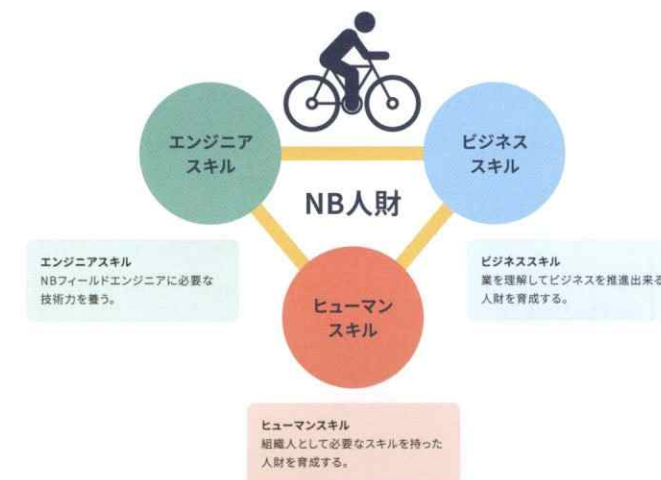 エンジニア
スキル
ビジネス
スキル
NB人財
エンジニアスキル
NBフィールドエンジニアに必要な
技術力を養う。
ビジネススキル
業を理解してビジネスを推進出来る
人財を育成する。
ヒューマン
スキル
ヒューマンスキル
組織人として必要なスキルを持った
人財を育成する。